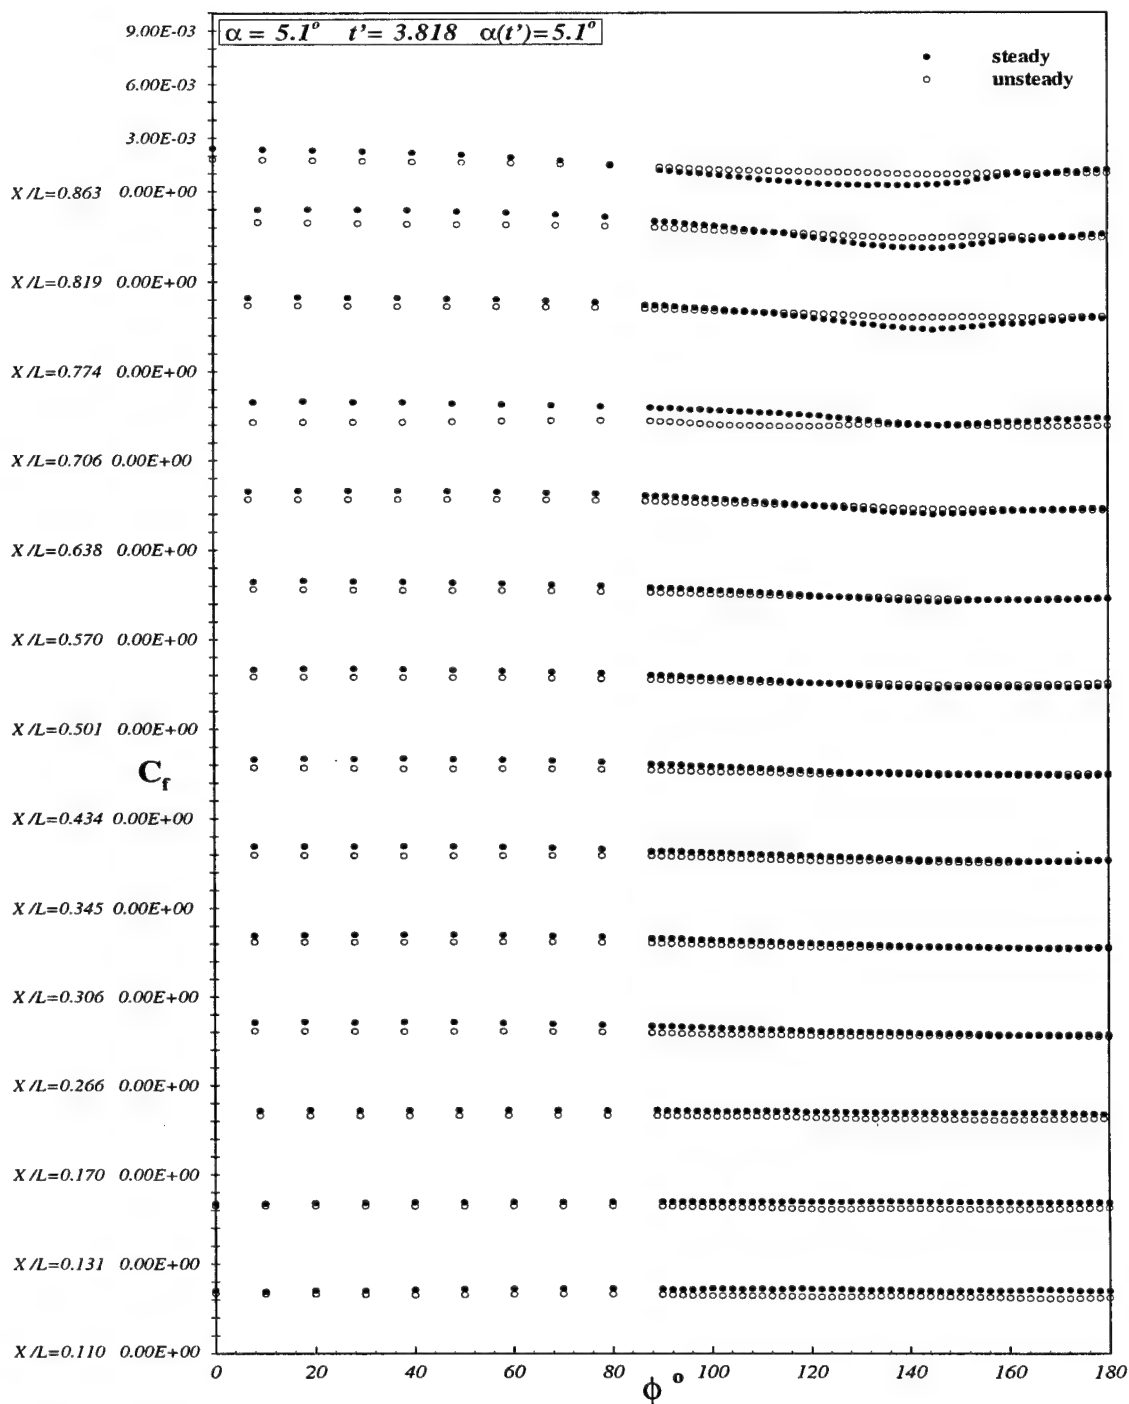 9.00E-03
α = 5.1° t'= 3.818 α(t')=5.1°
steady
6.00E-03
unsteady
3.00E-03
X/L=0.863 0.00E+00
X/L=0.819 0.00E+00
X/L=0.774 0.00E+00
X/L=0.706 0.00E+00
X/L=0.638 0.00E+00
X/L=0.570 0.00E+00
X/L=0.501 0.00E+00
Cf
X/L=0.434 0.00E+00
X/L=0.345 0.00E+00
X/L=0.306 0.00E+00
X/L=0.266 0.00E+00
X/L=0.170 0.00E+00
X/L=0.131 0.00E+00
X/L=0.110 0.00E+00
0 20 40 60 80 100 120 140 160 180
ϕ °